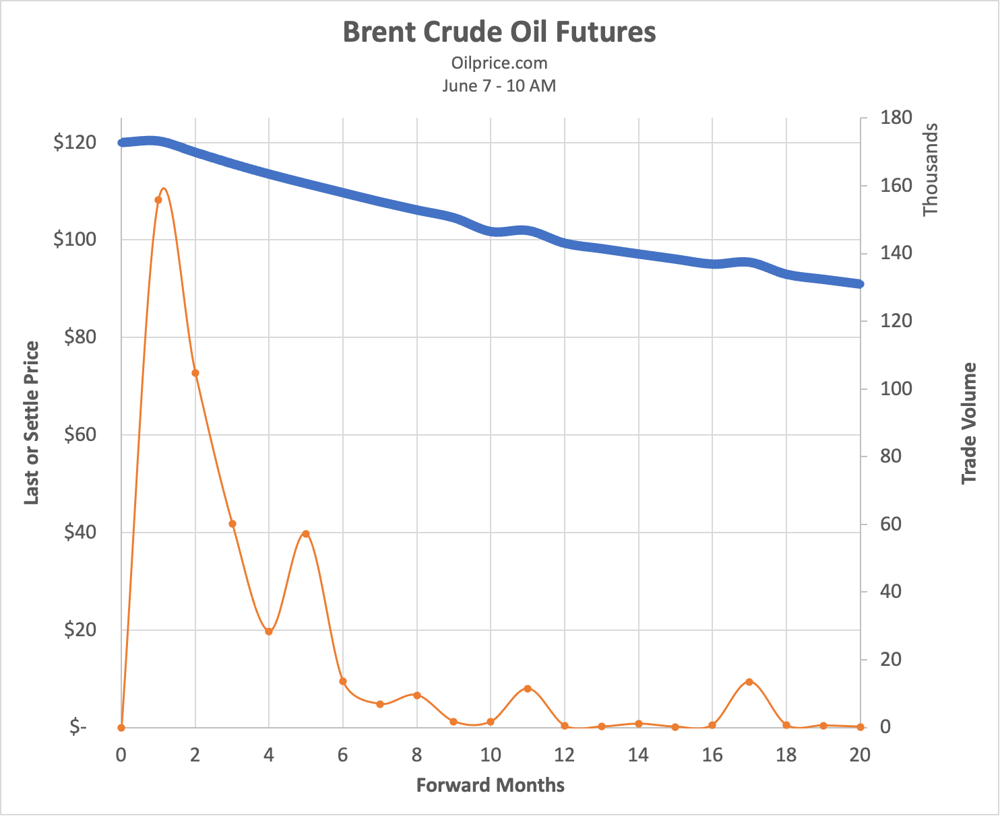 Brent Crude Oil Futures
Oilprice.com
June 7 - 10 AM
Last or Settle Price
$120
$100
$80
$60
$40
$20
$-
180
160
140
120
100
80
60
40
20
0
Thousands
Trade Volume
0 2 4 6 8 10 12 14 16 18 20
Forward Months